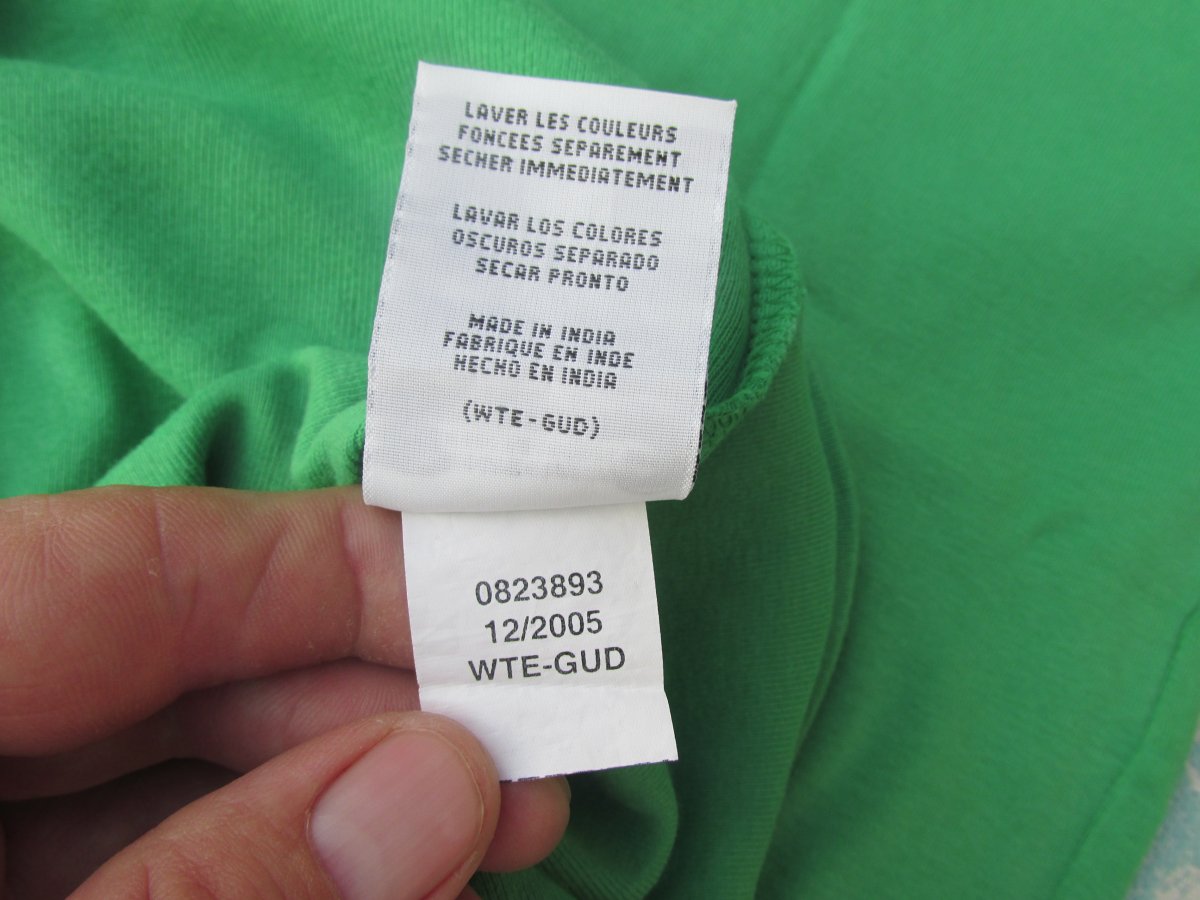 LAVER LES COULEURS
FONCEES SEPAREMENT
SECHER IMMEDIATEMENT
LAVAR LOS COLORES
OSCUROS SEPARADO
SECAR PRONTO
MADE IN INDIA
FABRIQUE EN INDE
HECHO EN INDIA
(WTE-GUD)
0823893
12/2005
WTE-GUD